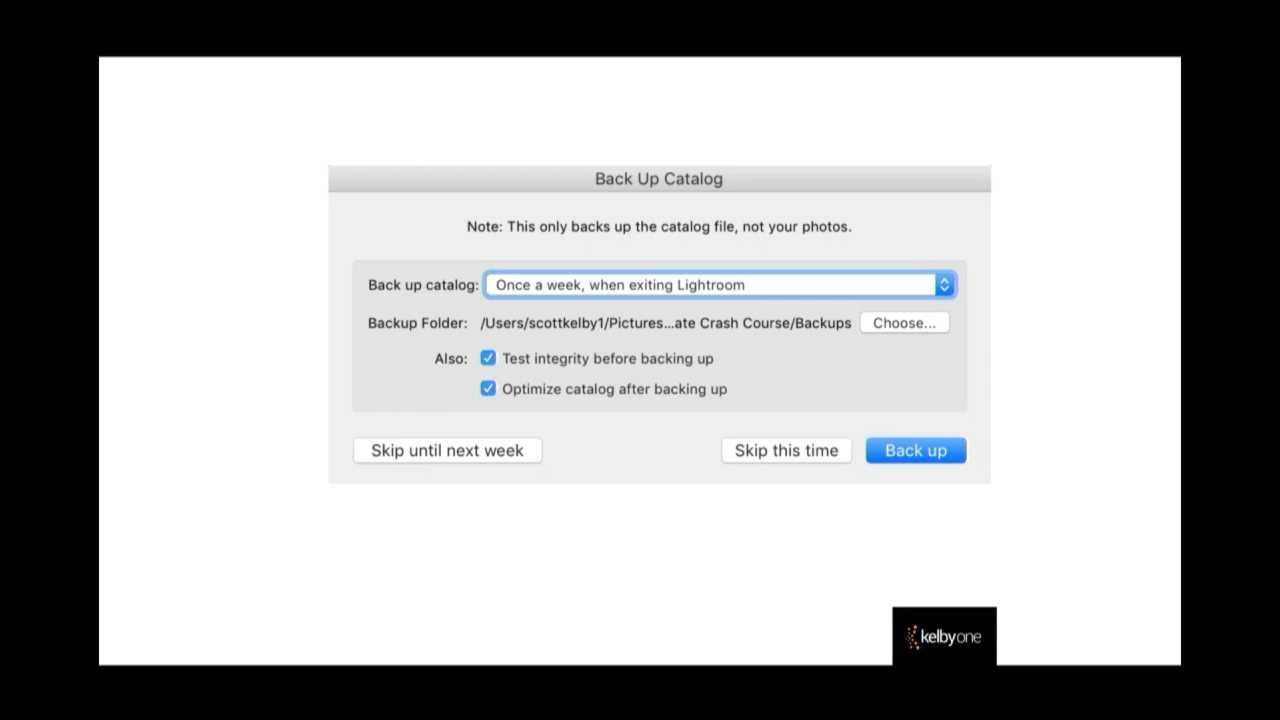 Back Up Catalog
Note: This only backs up the catalog file, not your photos.
Back up catalog: Once a week, when exiting Lightroom
Backup Folder: /Users/scottkelby1/Pictures...ate Crash Course/Backups Choose...
Also: Test integrity before backing up
Optimize catalog after backing up
Skip until next week Skip this time Back up
kelbyone